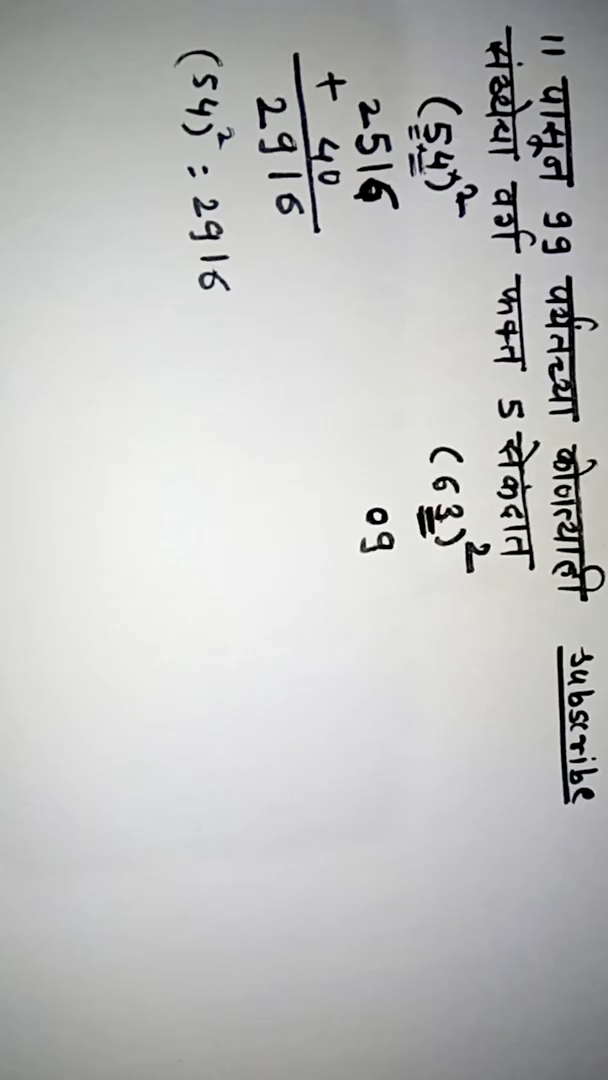 11 पासून 99 पर्यंतच्या कोणत्याही subscribe
संख्येचा वर्ग फक्त 5 सेकंदात
(54)² (63)²
2516 09
+ 40
2916
(54)² = 2916